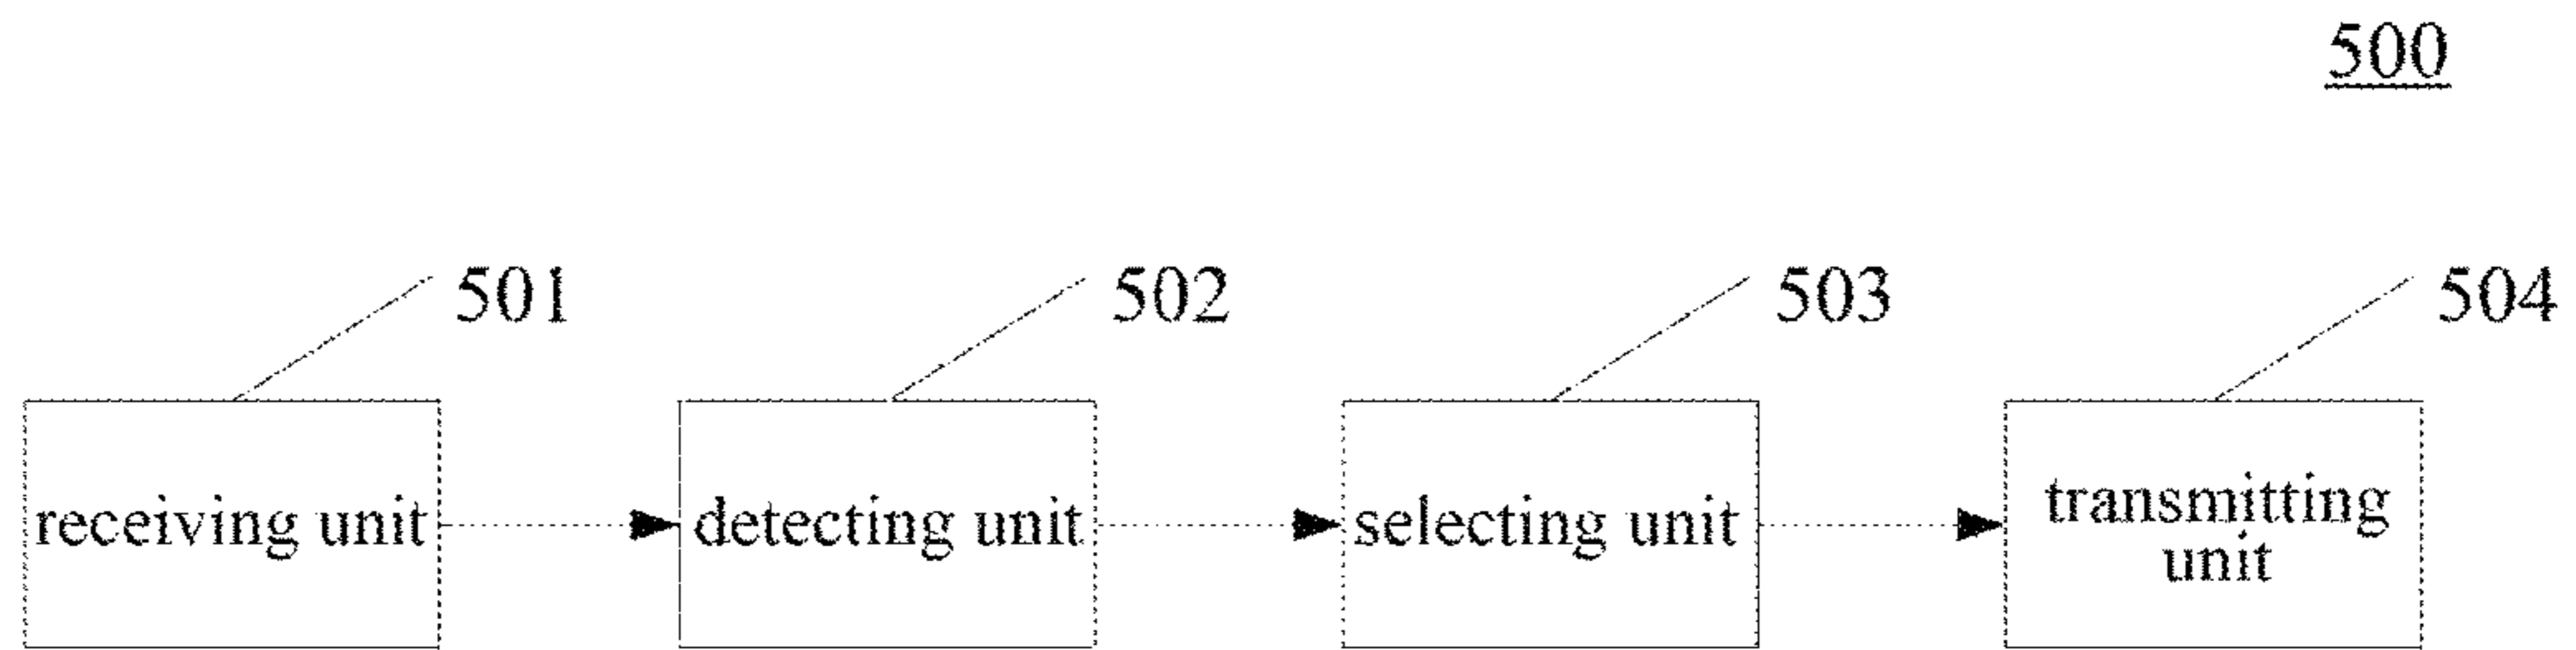 500
501
502
503
504
receiving unit
detecting unit
selecting unit
transmitting
unit